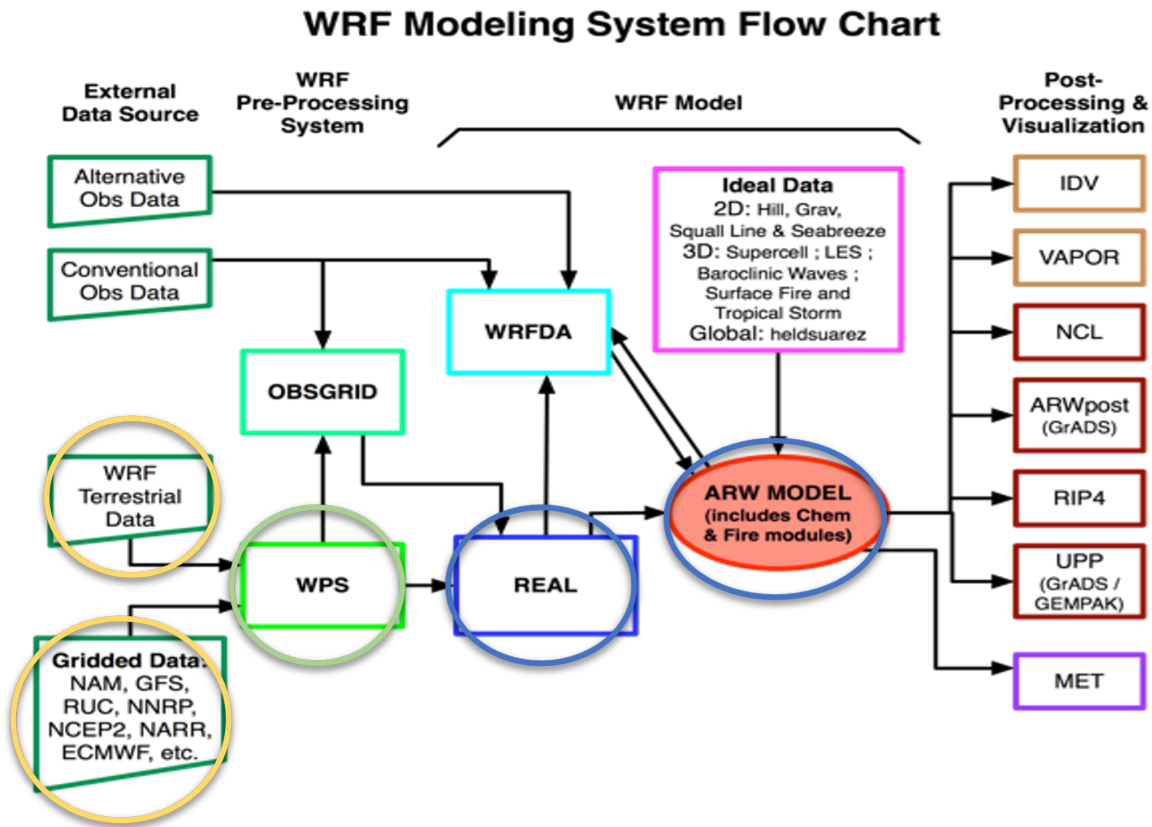 WRF Modeling System Flow Chart
External
Data Source
WRF
Pre-Processing
System
WRF Model
Post-
Processing &
Visualization
Alternative
Obs Data
Conventional
Obs Data
WRF
Terrestrial
Data
Gridded Data:
NAM, GFS,
RUC, NNRP,
NCEP2, NARR,
ECMWF, etc.
OBSGRID
WPS
WRFDA
REAL
Ideal Data
2D: Hill, Grav,
Squall Line & Seabreeze
3D: Supercell ; LES ;
Baroclinic Waves ;
Surface Fire and
Tropical Storm
Global: heldsuarez
ARW MODEL
(includes Chem
& Fire modules)
IDV
VAPOR
NCL
ARWpost
(GrADS)
RIP4
UPP
(GrADS /
GEMPAK)
MET